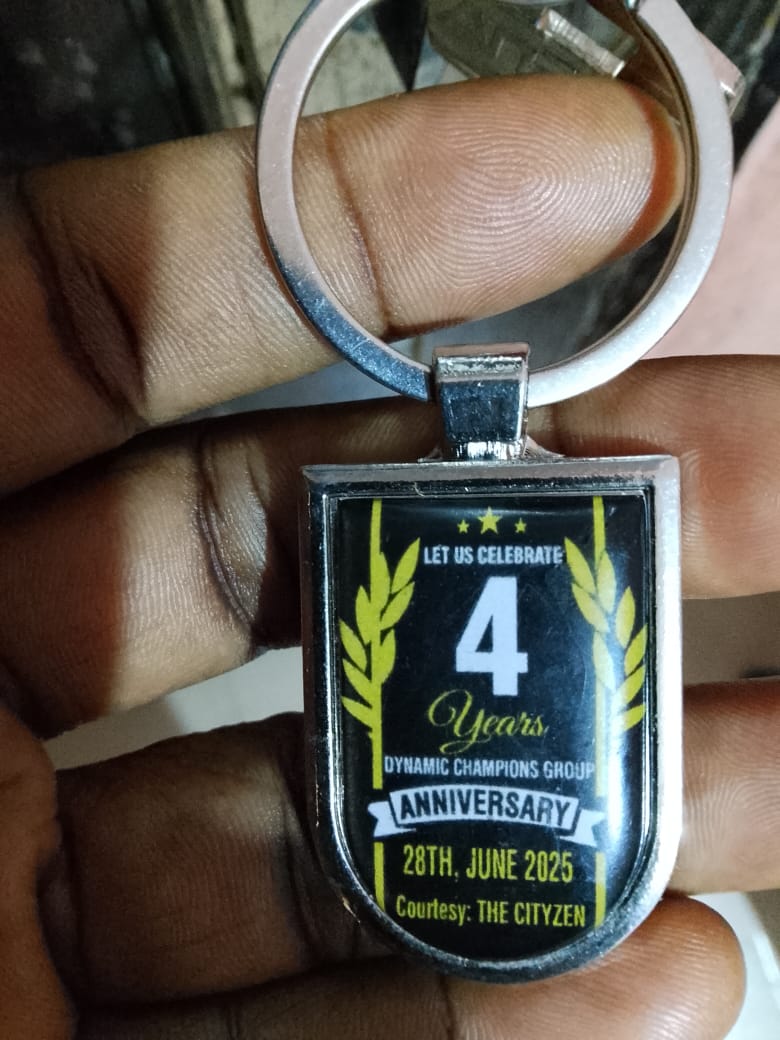 LET US CELEBRATE
4
Years
DYNAMIC CHAMPIONS GROUP
ANNIVERSARY
28TH, JUNE 2025
Courtesy: THE CITYZEN